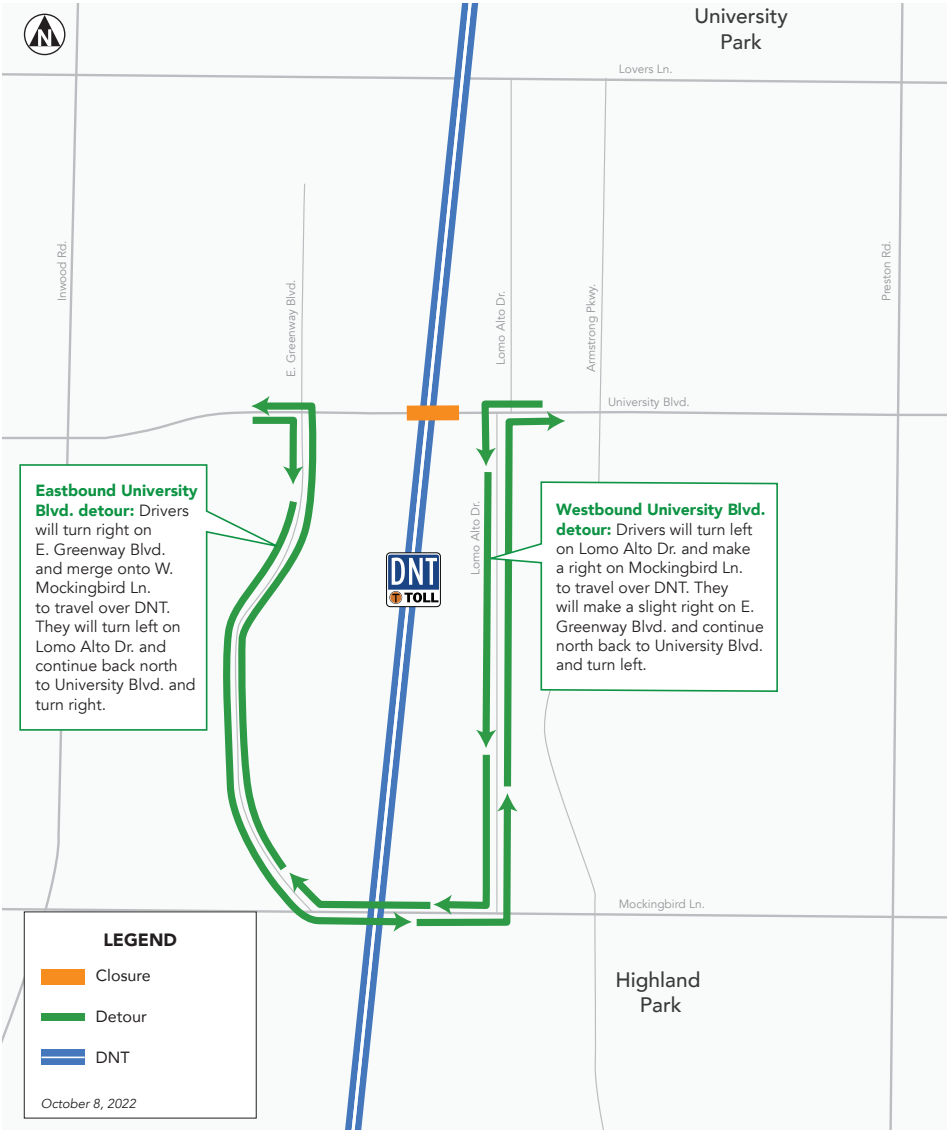 N
University
Park
Lovers Ln.
Inwood Rd.
E. Greenway Blvd.
Lomo Alto Dr.
Armstrong Pkwy.
Preston Rd.
University Blvd.
Eastbound University
Blvd. detour: Drivers
will turn right on
E. Greenway Blvd.
and merge onto W.
Mockingbird Ln.
to travel over DNT.
They will turn left on
Lomo Alto Dr. and
continue back north
to University Blvd. and
turn right.
DNT
T TOLL
Lomo Alto Dr.
Westbound University Blvd.
detour: Drivers will turn left
on Lomo Alto Dr. and make
a right on Mockingbird Ln.
to travel over DNT. They
will make a slight right on E.
Greenway Blvd. and continue
north back to University Blvd.
and turn left.
Mockingbird Ln.
LEGEND
Closure
Detour
DNT
October 8, 2022
Highland
Park